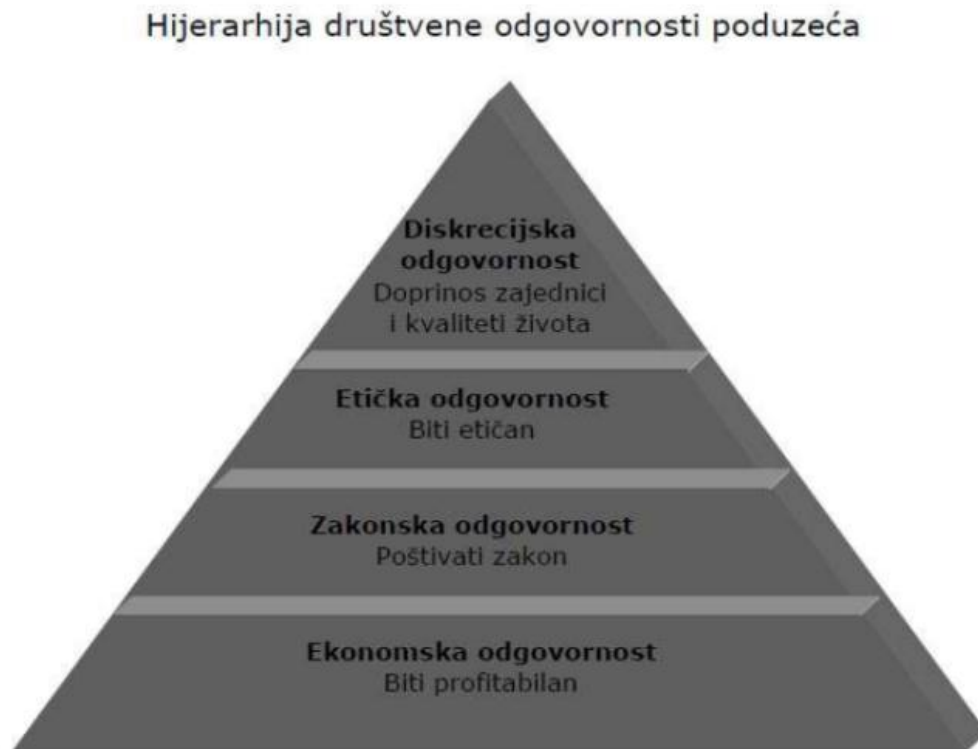 Hijerarhija društvene odgovornosti poduzeća
Diskrecijska
odgovornost
Doprinos zajednici
i kvaliteti života
Etička odgovornost
Biti etičan
Zakonska odgovornost
Poštivati zakon
Ekonomska odgovornost
Biti profitabilan